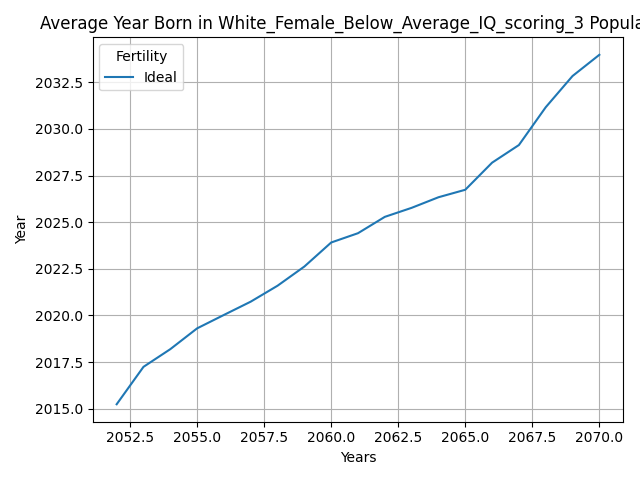 Average Year Born in White_Female_Below_Average_IQ_scoring_3 Popula
Fertility
Ideal
2032.5
2030.0
2027.5
2025.0
2022.5
2020.0
2017.5
2015.0
Year
2052.5 2055.0 2057.5 2060.0 2062.5 2065.0 2067.5 2070.0
Years